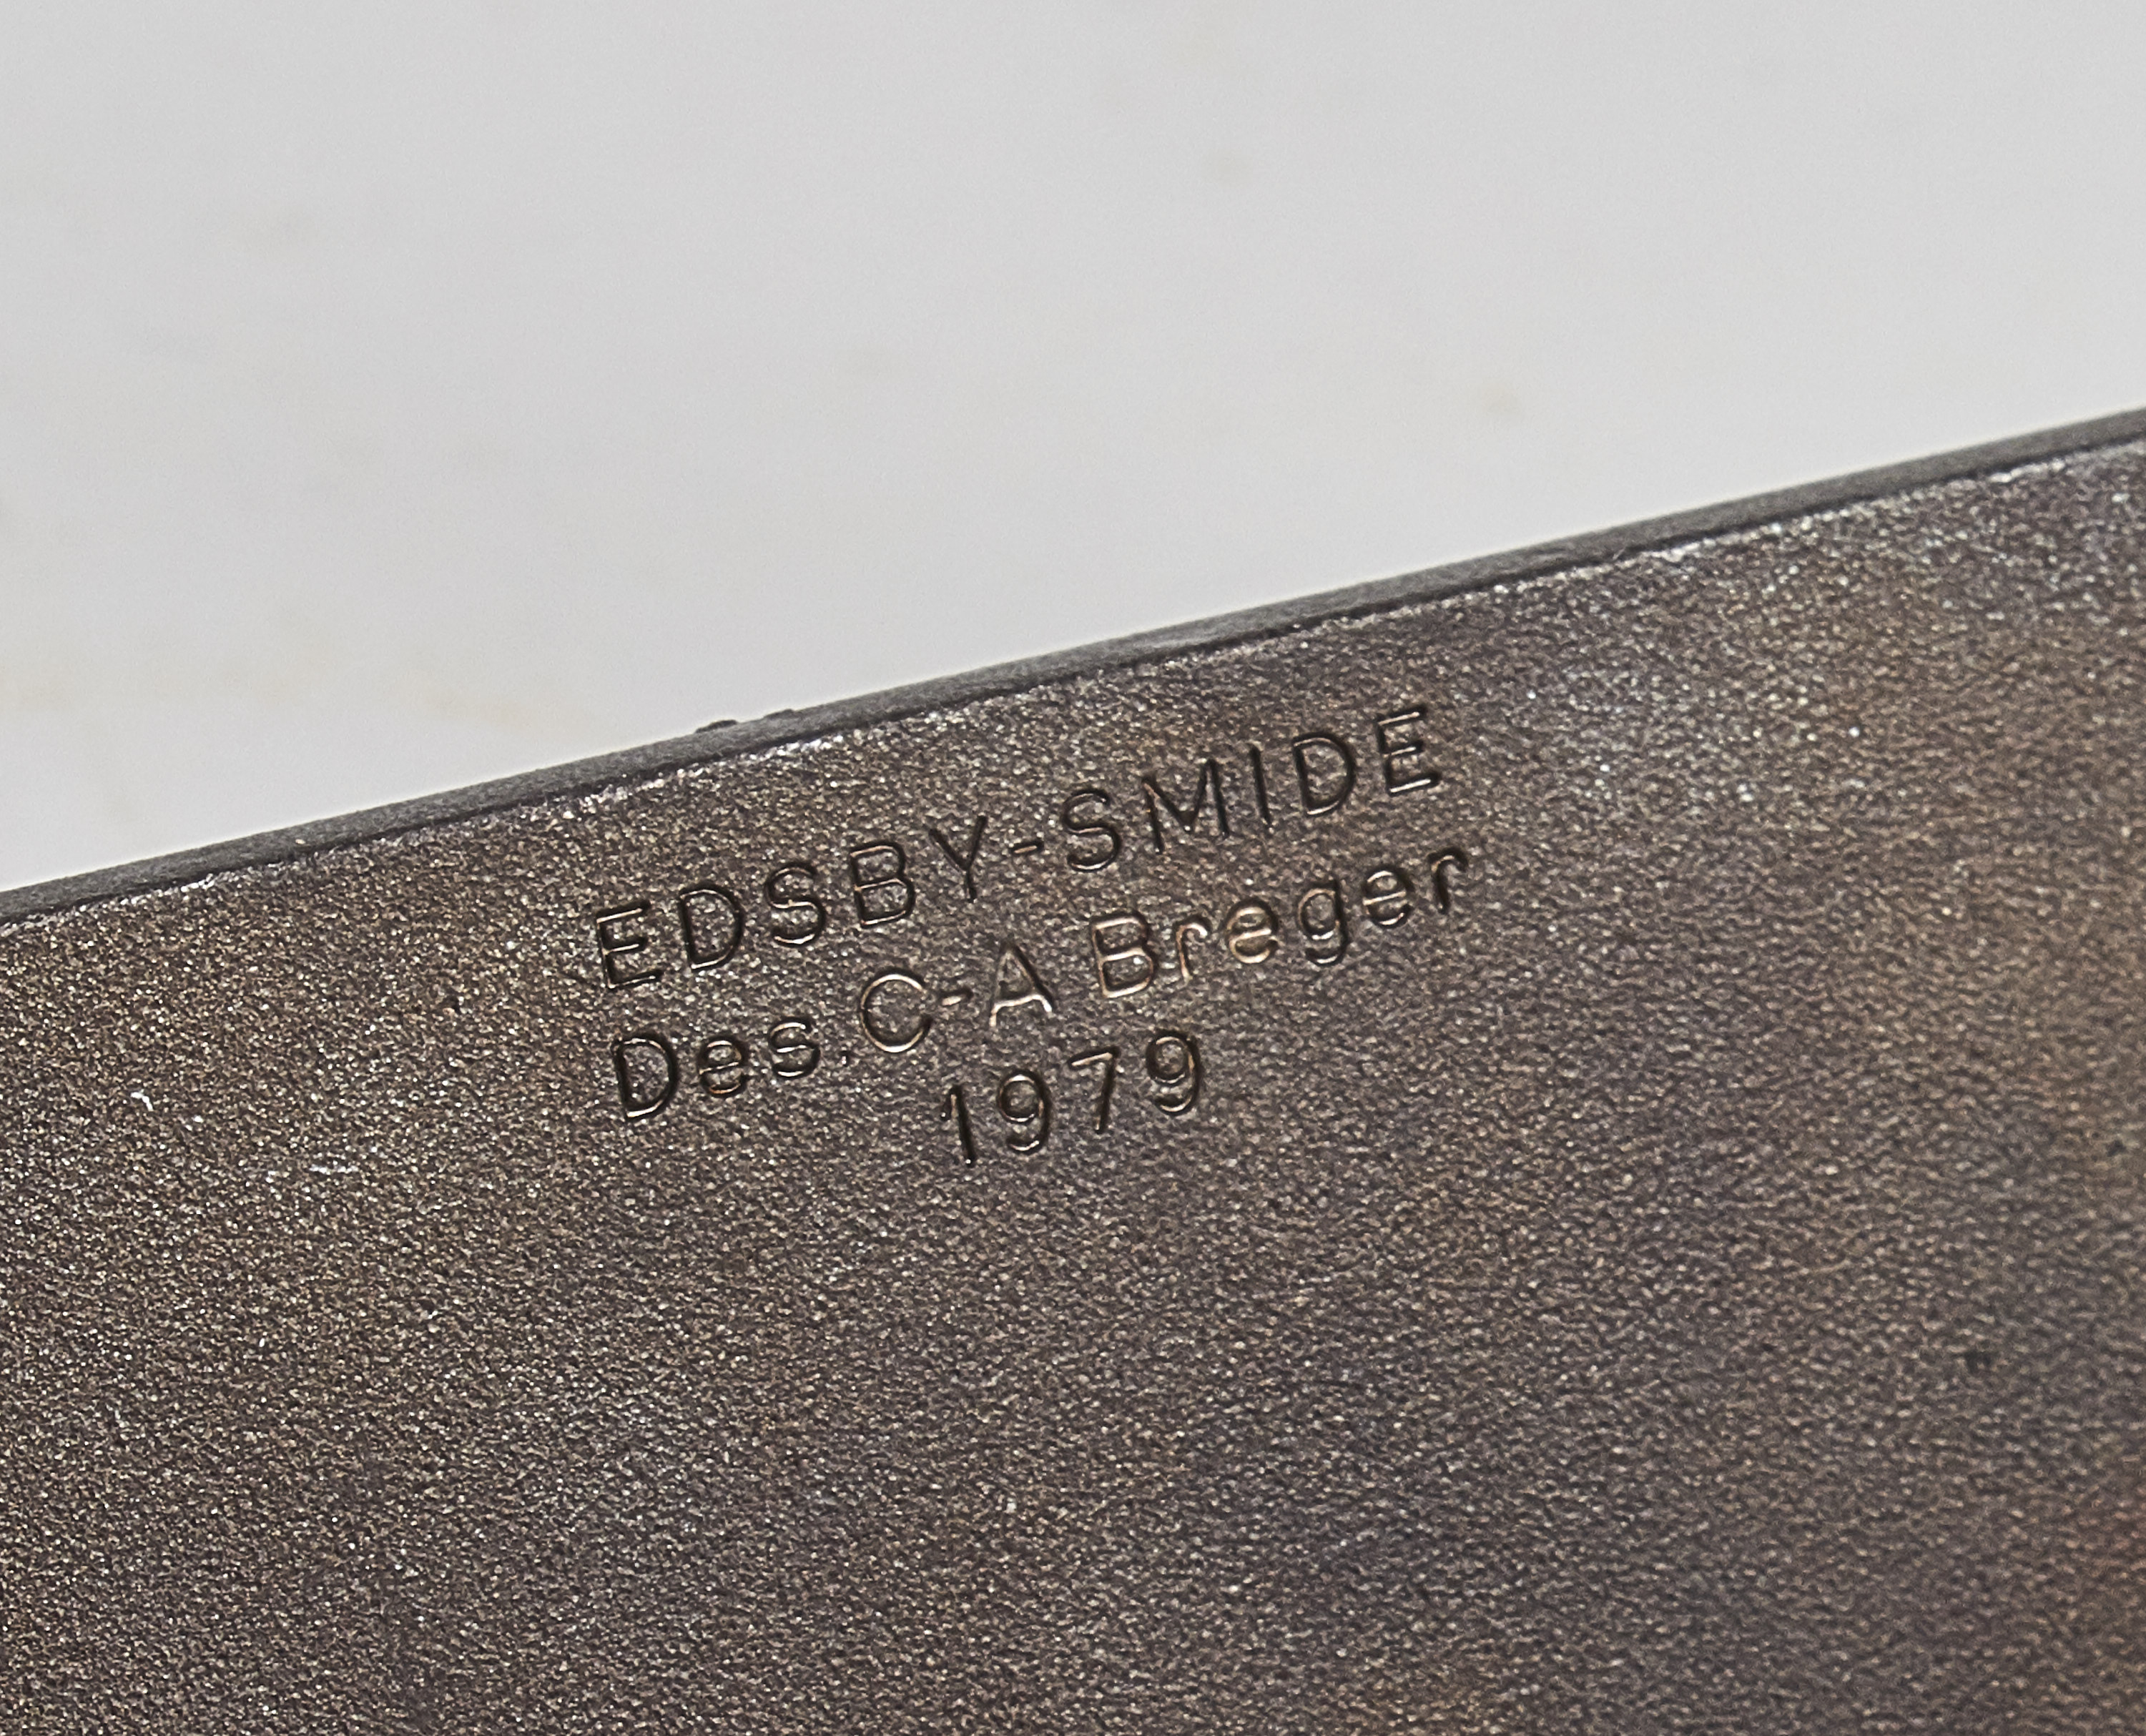 EDSBY-SMIDE
Des. C-A Breger
1979